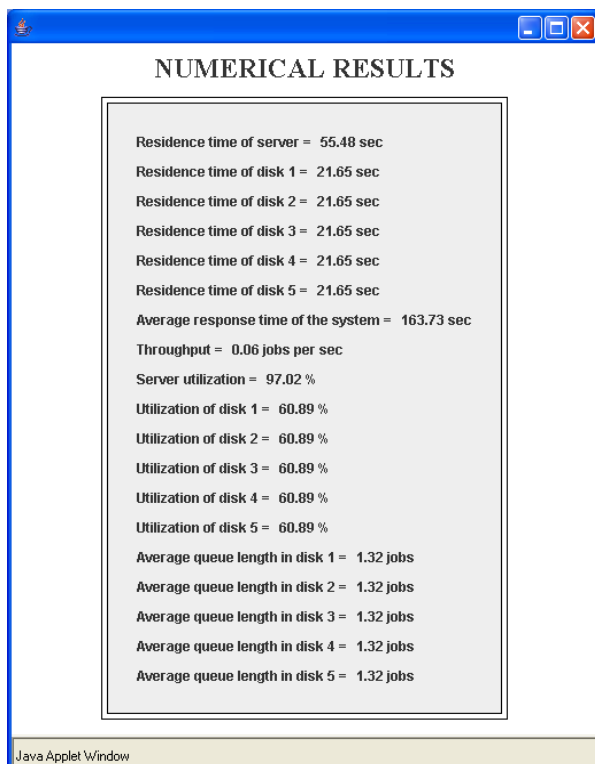 NUMERICAL RESULTS
Residence time of server = 55.48 sec
Residence time of disk 1 = 21.65 sec
Residence time of disk 2 = 21.65 sec
Residence time of disk 3 = 21.65 sec
Residence time of disk 4 = 21.65 sec
Residence time of disk 5 = 21.65 sec
Average response time of the system = 163.73 sec
Throughput = 0.06 jobs per sec
Server utilization = 97.02 %
Utilization of disk 1 = 60.89 %
Utilization of disk 2 = 60.89 %
Utilization of disk 3 = 60.89 %
Utilization of disk 4 = 60.89 %
Utilization of disk 5 = 60.89 %
Average queue length in disk 1 = 1.32 jobs
Average queue length in disk 2 = 1.32 jobs
Average queue length in disk 3 = 1.32 jobs
Average queue length in disk 4 = 1.32 jobs
Average queue length in disk 5 = 1.32 jobs
Java Applet Window